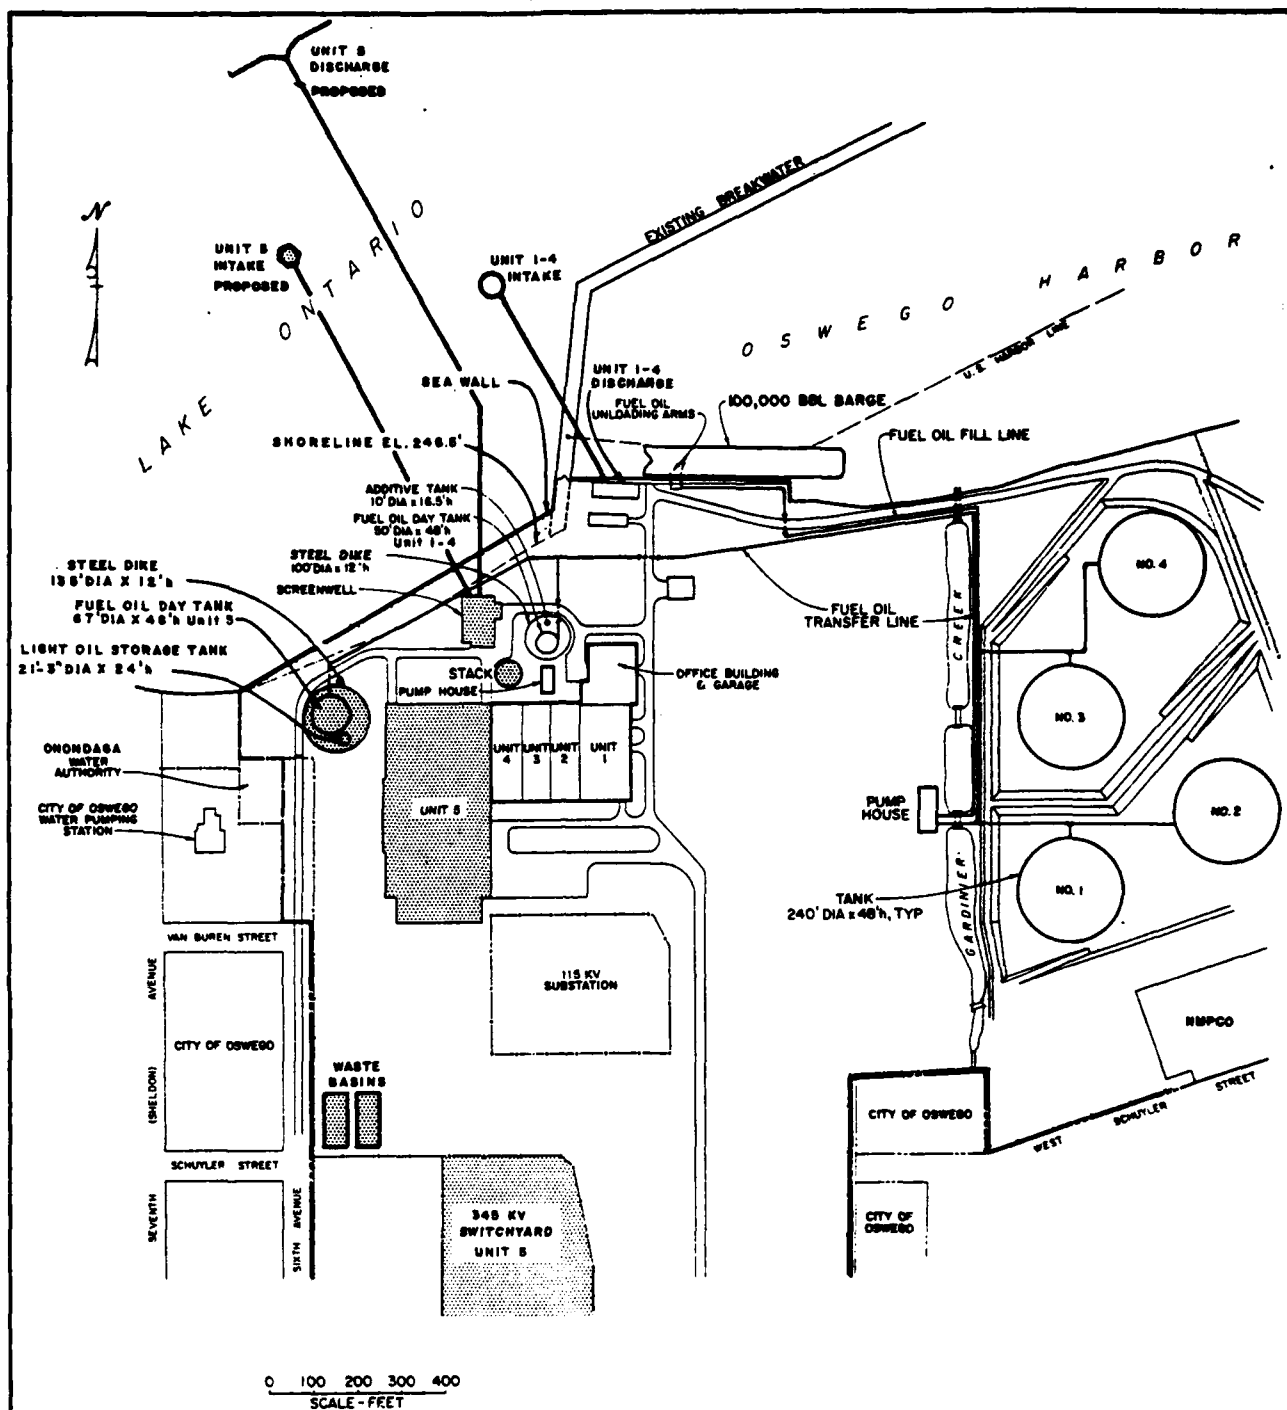 UNIT 5
DISCHARGE
PROPOSED
N
LAKE ONTARIO
UNIT 5
INTAKE
PROPOSED
UNIT 1-4
INTAKE
EXISTING BREAKWATER
OSWEGO HARBOR
U.S. HARBOR LINE
SEA WALL
UNIT 1-4
DISCHARGE
FUEL OIL
UNLOADING ARMS
100,000 BBL BARGE
FUEL OIL FILL LINE
SHORELINE EL. 246.5'
ADDITIVE TANK
10' DIA x 16.5'h
FUEL OIL DAY TANK
50' DIA x 48'h
Unit 1-4
STEEL DIKE
100' DIA x 12'h
SCREENWELL
STEEL DIKE
135' DIA X 12'h
FUEL OIL DAY TANK
67' DIA X 48'h Unit 5
LIGHT OIL STORAGE TANK
21'-3" DIA X 24'h
STACK
PUMP HOUSE
OFFICE BUILDING
& GARAGE
FUEL OIL
TRANSFER LINE
CREEK
NO. 4
NO. 3
NO. 2
NO. 1
ONONDAGA
WATER
AUTHORITY
CITY OF OSWEGO
WATER PUMPING
STATION
UNIT
4
UNIT
3
UNIT
2
UNIT
1
UNIT 5
PUMP
HOUSE
GARDINIER
TANK
240' DIA x 48'h, TYP
VAN BUREN STREET
115 KV
SUBSTATION
AVENUE
(SHELDON)
SEVENTH
CITY OF OSWEGO
WASTE
BASINS
NMPCO
CITY OF OSWEGO
WEST SCHUYLER STREET
SCHUYLER STREET
SIXTH AVENUE
345 KV
SWITCHYARD
UNIT 5
CITY OF
OSWEGO
0 100 200 300 400
SCALE-FEET